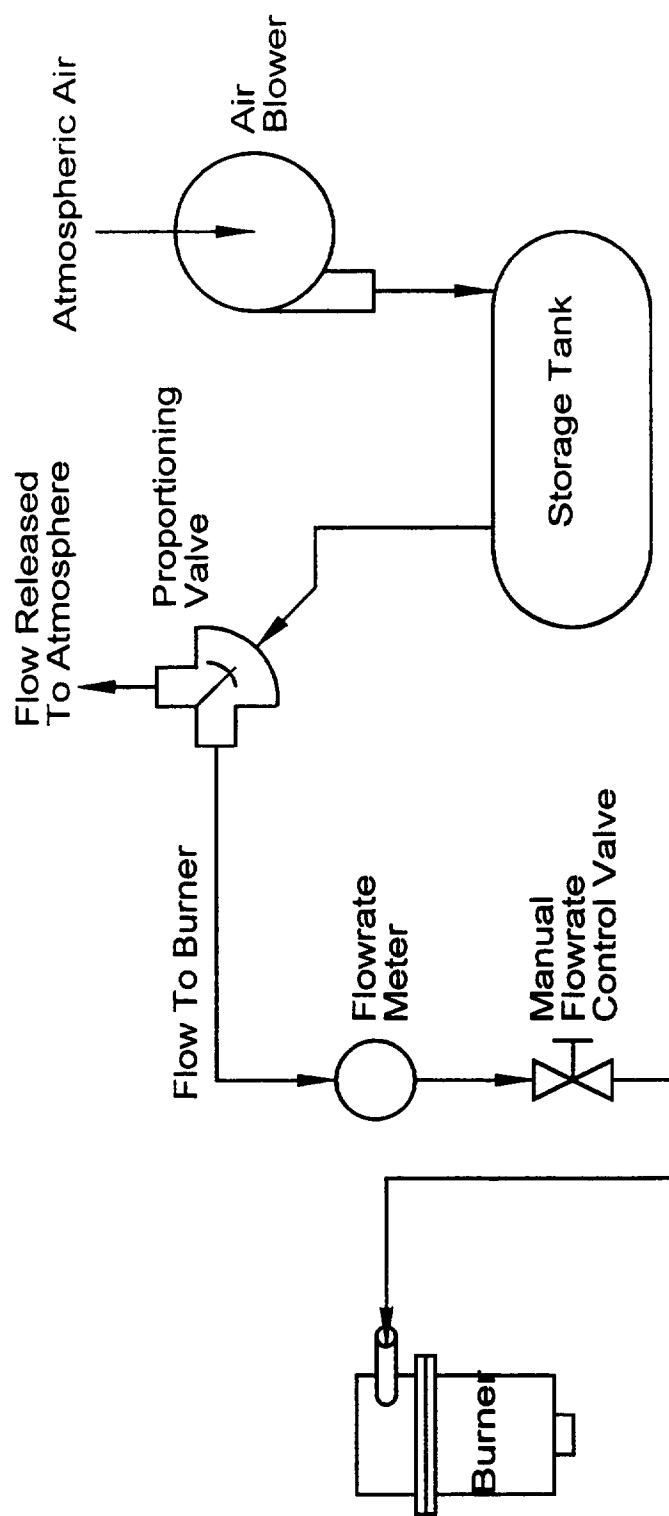 Atmospheric Air
Air
Blower
Flow Released
To Atmosphere
Proportioning
Valve
Storage Tank
Flow To Burner
Flowrate
Meter
Manual
Flowrate
Control Valve
Burner